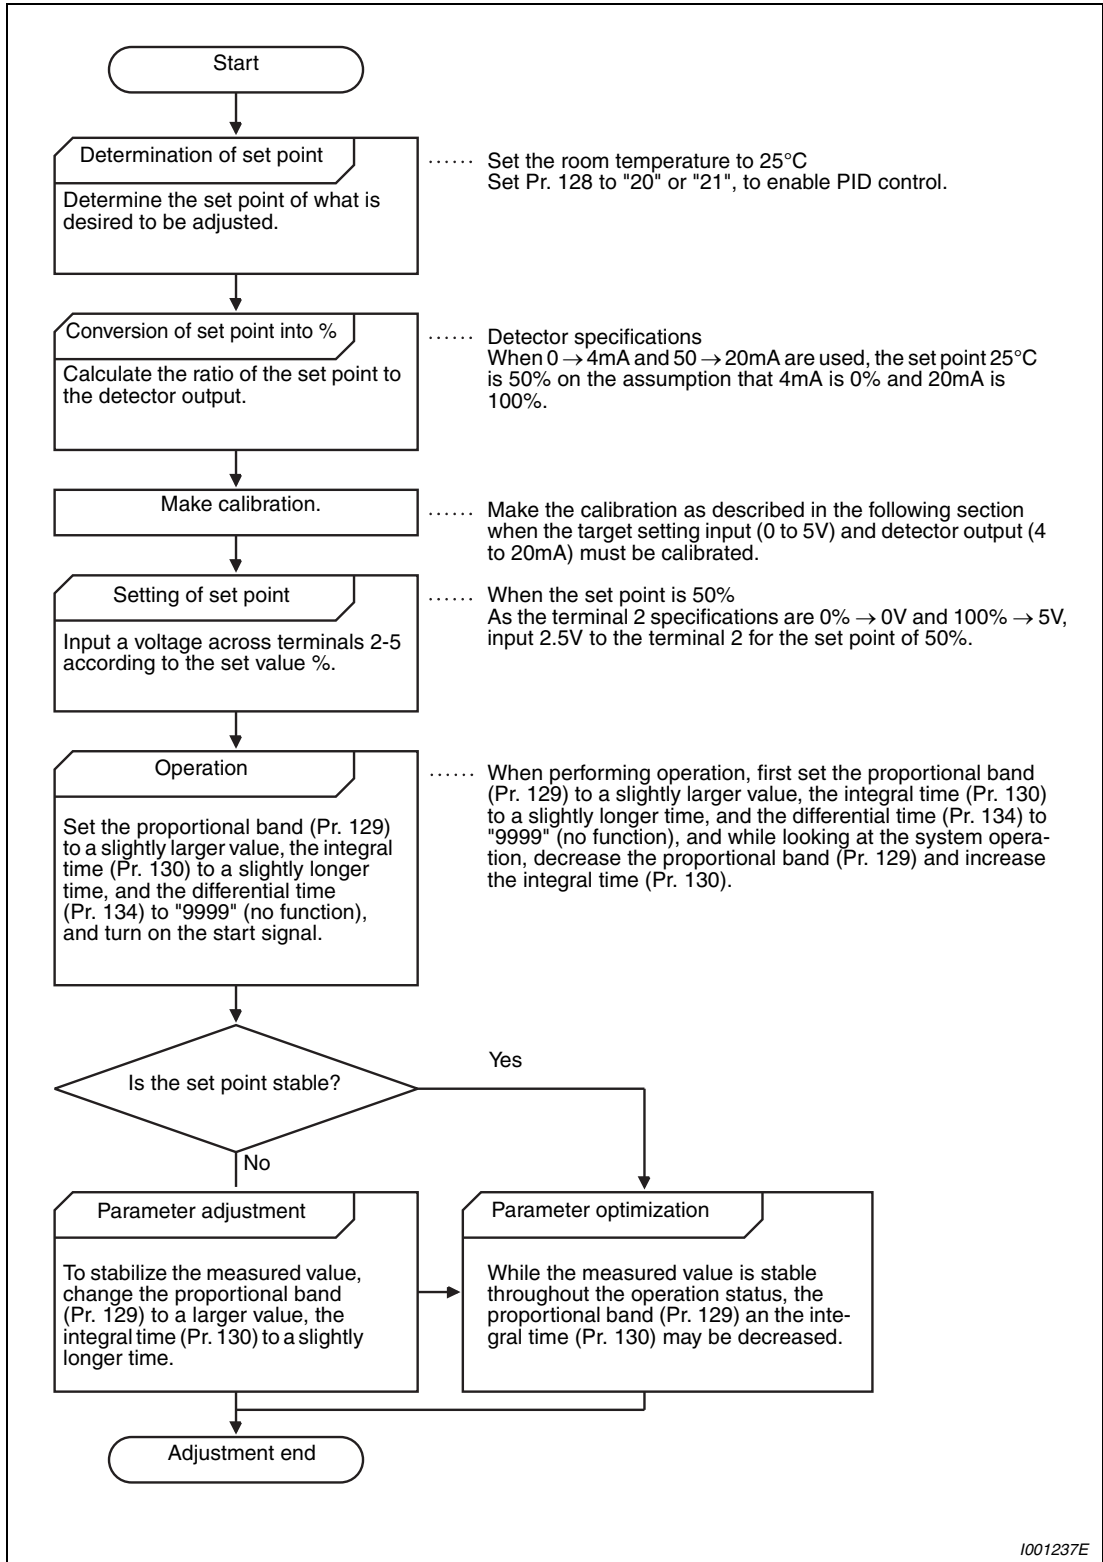 Start
Determination of set point
Determine the set point of what is
desired to be adjusted.
...... Set the room temperature to 25°C
Set Pr. 128 to "20" or "21", to enable PID control.
Conversion of set point into %
Calculate the ratio of the set point to
the detector output.
...... Detector specifications
When 0 → 4mA and 50 → 20mA are used, the set point 25°C
is 50% on the assumption that 4mA is 0% and 20mA is
100%.
Make calibration.
...... Make the calibration as described in the following section
when the target setting input (0 to 5V) and detector output (4
to 20mA) must be calibrated.
Setting of set point
Input a voltage across terminals 2-5
according to the set value %.
...... When the set point is 50%
As the terminal 2 specifications are 0% → 0V and 100% → 5V,
input 2.5V to the terminal 2 for the set point of 50%.
Operation
Set the proportional band (Pr. 129)
to a slightly larger value, the integral
time (Pr. 130) to a slightly longer
time, and the differential time
(Pr. 134) to "9999" (no function),
and turn on the start signal.
...... When performing operation, first set the proportional band
(Pr. 129) to a slightly larger value, the integral time (Pr. 130)
to a slightly longer time, and the differential time (Pr. 134) to
"9999" (no function), and while looking at the system opera-
tion, decrease the proportional band (Pr. 129) and increase
the integral time (Pr. 130).
Is the set point stable?
Yes
No
Parameter adjustment
To stabilize the measured value,
change the proportional band
(Pr. 129) to a larger value, the
integral time (Pr. 130) to a slightly
longer time.
Parameter optimization
While the measured value is stable
throughout the operation status, the
proportional band (Pr. 129) an the inte-
gral time (Pr. 130) may be decreased.
Adjustment end
I001237E